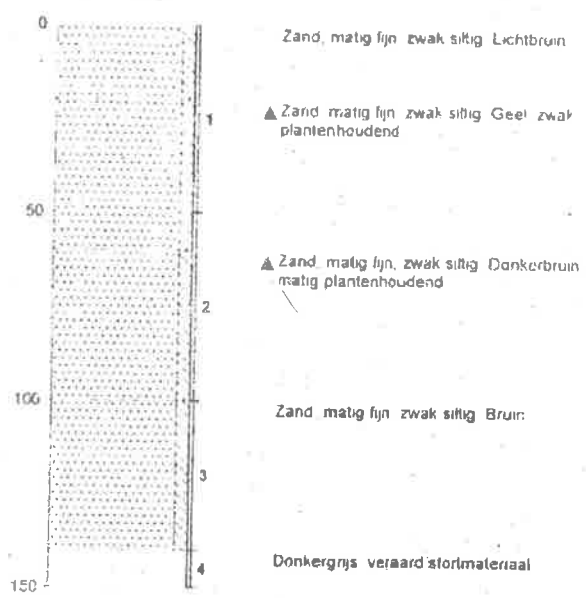 0
Zand, matig fijn zwak siltig Lichtbruin
▲ Zand matig fijn zwak siltig Geel zwak
plantenhoudend
1
50
▲ Zand, matig fijn, zwak siltig Donkerbruin
matig plantenhoudend
2
100
Zand matig fijn zwak siltig Bruin
3
Donkergrijs veraard stortmateriaal
4
150